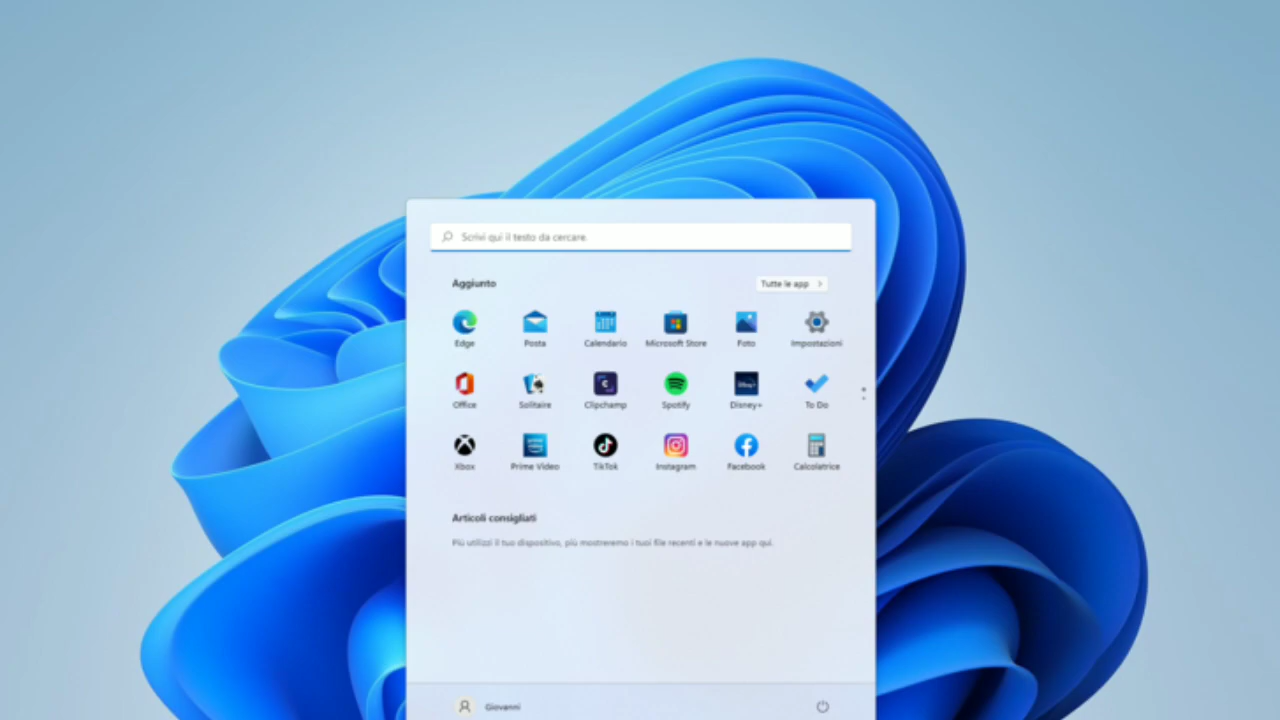 Scrivi qui il testo da cercare.
Aggiunto
Tutte le app
Edge Posta Calendario Microsoft Store Foto Impostazioni
Office Solitaire Clipchamp Spotify Disney+ To Do
Xbox Prime Video TikTok Instagram Facebook Calcolatrice
Articoli consigliati
Più utilizzi il tuo dispositivo, più mostreremo i tuoi file recenti e le nuove app qui.
Giovanni